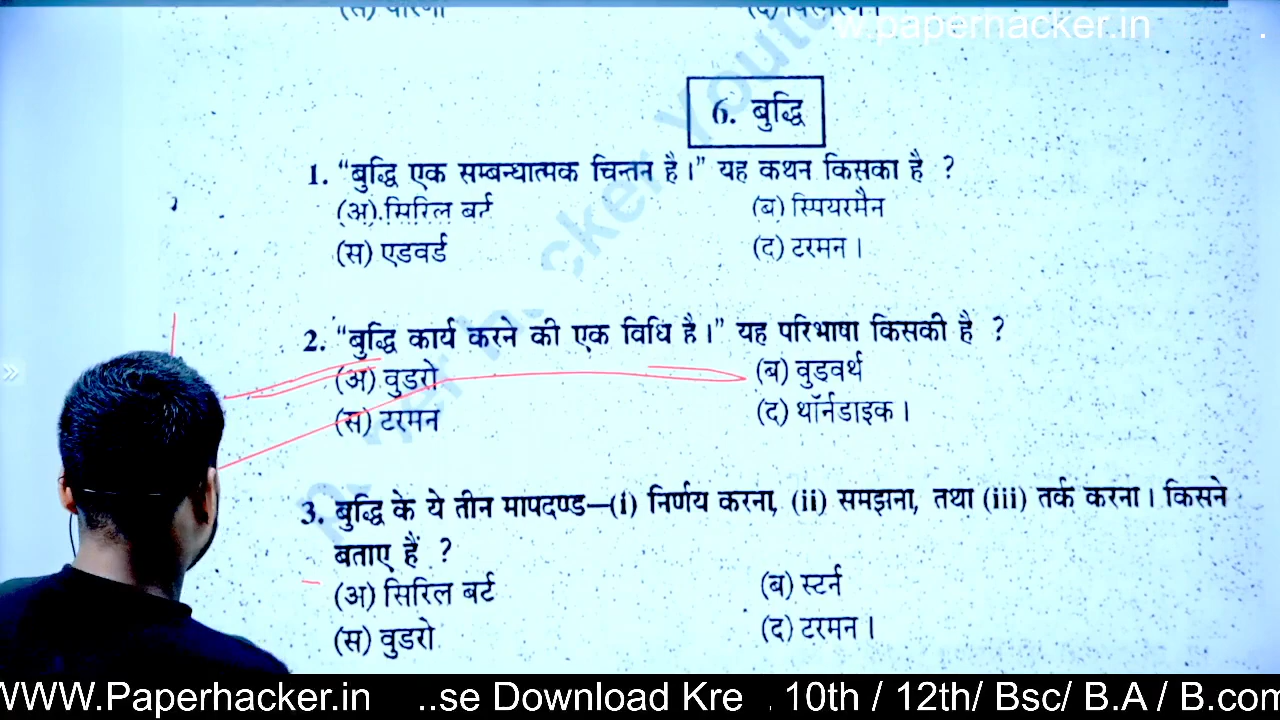 w paperhacker.in
6. बुद्धि
1. “बुद्धि एक सम्बन्धात्मक चिन्तन है।” यह कथन किसका है ?
(अ) सिरिल बर्ट (ब) स्पियरमैन
(स) एडवर्ड (द) टरमन।
2. “बुद्धि कार्य करने की एक विधि है।” यह परिभाषा किसकी है ?
(अ) वुडरो (ब) वुडवर्थ
(स) टरमन (द) थॉर्नडाइक।
3. बुद्धि के ये तीन मापदण्ड—(i) निर्णय करना, (ii) समझना, तथा (iii) तर्क करना। किसने
बताए हैं ?
(अ) सिरिल बर्ट (ब) स्टर्न
(स) वुडरो (द) टरमन।
WWW.Paperhacker.in ..se Download Kre . 10th / 12th/ Bsc/ B.A / B.com